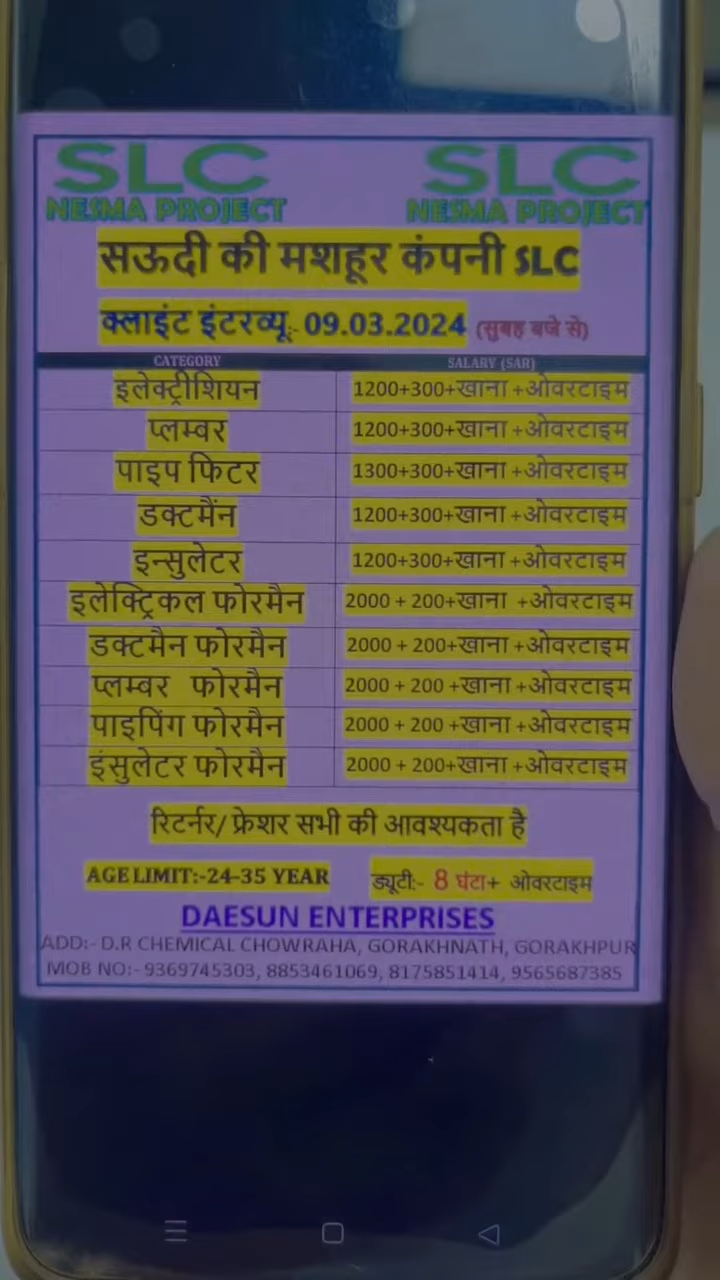 SLC SLC
NESMA PROJECT NESMA PROJECT
सऊदी की मशहूर कंपनी SLC
क्लाइंट इंटरव्यू:- 09.03.2024 (सुबह बजे से)
CATEGORY SALARY (SAR)
इलेक्ट्रीशियन 1200+300+खाना +ओवरटाइम
प्लम्बर 1200+300+खाना +ओवरटाइम
पाइप फिटर 1300+300+खाना +ओवरटाइम
डक्टमैंन 1200+300+खाना +ओवरटाइम
इन्सुलेटर 1200+300+खाना +ओवरटाइम
इलेक्ट्रिकल फोरमैन 2000 + 200+खाना +ओवरटाइम
डक्टमैन फोरमैन 2000 + 200+खाना +ओवरटाइम
प्लम्बर फोरमैन 2000 + 200 +खाना +ओवरटाइम
पाइपिंग फोरमैन 2000 + 200 +खाना +ओवरटाइम
इंसुलेटर फोरमैन 2000 + 200+खाना +ओवरटाइम
रिटर्नर/ फ्रेशर सभी की आवश्यकता है
AGE LIMIT:-24-35 YEAR ड्यूटी:- 8 घंटा+ ओवरटाइम
DAESUN ENTERPRISES
ADD:- D.R CHEMICAL CHOWRAHA, GORAKHNATH, GORAKHPUR
MOB NO:- 9369745303, 8853461069, 8175851414, 9565687385